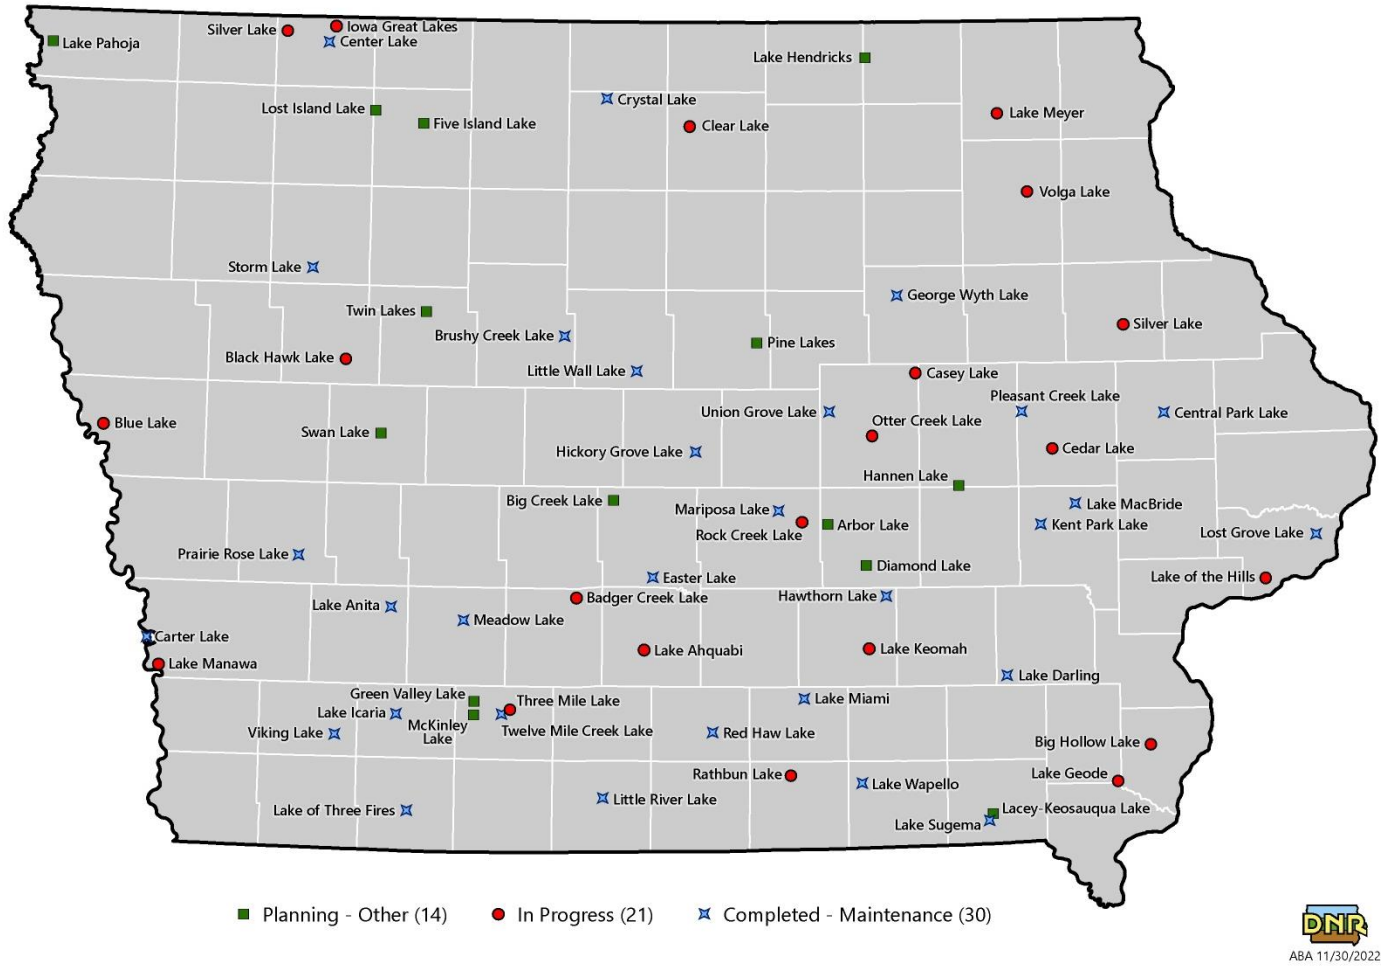 Silver Lake
Iowa Great Lakes
Center Lake
Lake Pahoja
Lake Hendricks
Lost Island Lake
Five Island Lake
Crystal Lake
Clear Lake
Lake Meyer
Volga Lake
Storm Lake
George Wyth Lake
Twin Lakes
Silver Lake
Brushy Creek Lake
Pine Lakes
Black Hawk Lake
Little Wall Lake
Casey Lake
Pleasant Creek Lake
Union Grove Lake
Central Park Lake
Otter Creek Lake
Blue Lake
Swan Lake
Cedar Lake
Hickory Grove Lake
Hannen Lake
Big Creek Lake
Lake MacBride
Mariposa Lake
Arbor Lake
Kent Park Lake
Rock Creek Lake
Lost Grove Lake
Prairie Rose Lake
Diamond Lake
Easter Lake
Lake of the Hills
Hawthorn Lake
Badger Creek Lake
Lake Anita
Meadow Lake
Carter Lake
Lake Ahquabi
Lake Keomah
Lake Manawa
Lake Darling
Green Valley Lake
Three Mile Lake
Lake Miami
Lake Icaria
McKinley
Lake
Twelve Mile Creek Lake
Viking Lake
Red Haw Lake
Big Hollow Lake
Rathbun Lake
Lake Geode
Lake Wapello
Little River Lake
Lake of Three Fires
Lacey-Keosauqua Lake
Lake Sugema
Planning - Other (14)
In Progress (21)
Completed - Maintenance (30)
DNR
ABA 11/30/2022